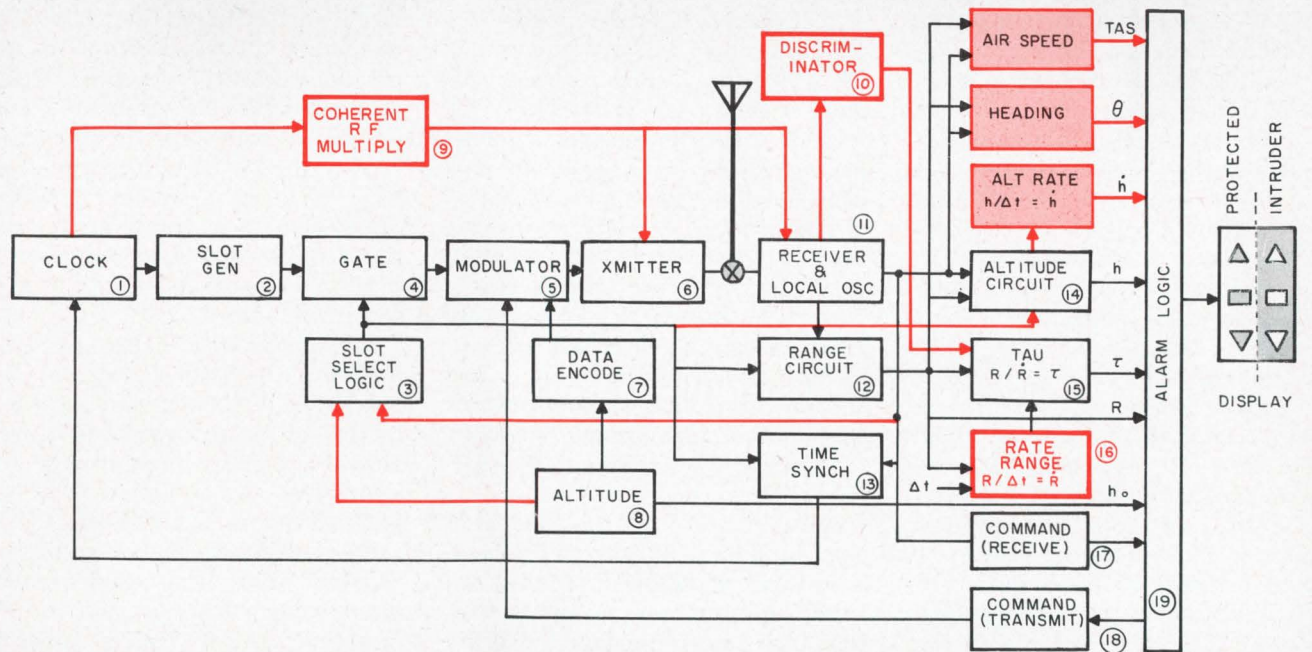 AIR SPEED
TAS
DISCRIM-
INATOR
10
HEADING
θ
COHERENT
R F
MULTIPLY
9
ALT RATE
h/Δt = ḣ
ḣ
PROTECTED
INTRUDER
CLOCK
1
SLOT
GEN
2
GATE
4
MODULATOR
5
XMITTER
6
11
RECEIVER
&
LOCAL OSC
ALTITUDE
CIRCUIT
14
h
SLOT
SELECT
LOGIC
3
DATA
ENCODE
7
RANGE
CIRCUIT
12
TAU
R/Ṙ = τ
15
τ
R
ALARM LOGIC
DISPLAY
ALTITUDE
8
TIME
SYNCH
13
Δt
RATE
RANGE
R/Δt = Ṙ
16
h₀
COMMAND
(RECEIVE)
17
COMMAND
(TRANSMIT)
18
19